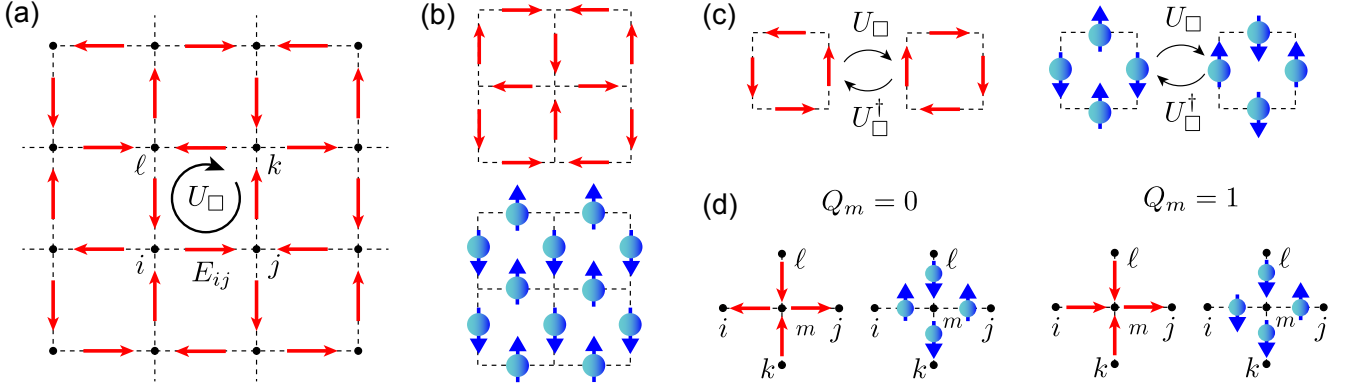 (a)
ℓ
k
U□
i
E_ij
j
(b)
(c)
U□
U□†
U□
U□†
(d)
Q_m = 0
Q_m = 1
ℓ
i
m
j
k
ℓ
i
m
j
k
ℓ
i
m
j
k
ℓ
i
m
j
k